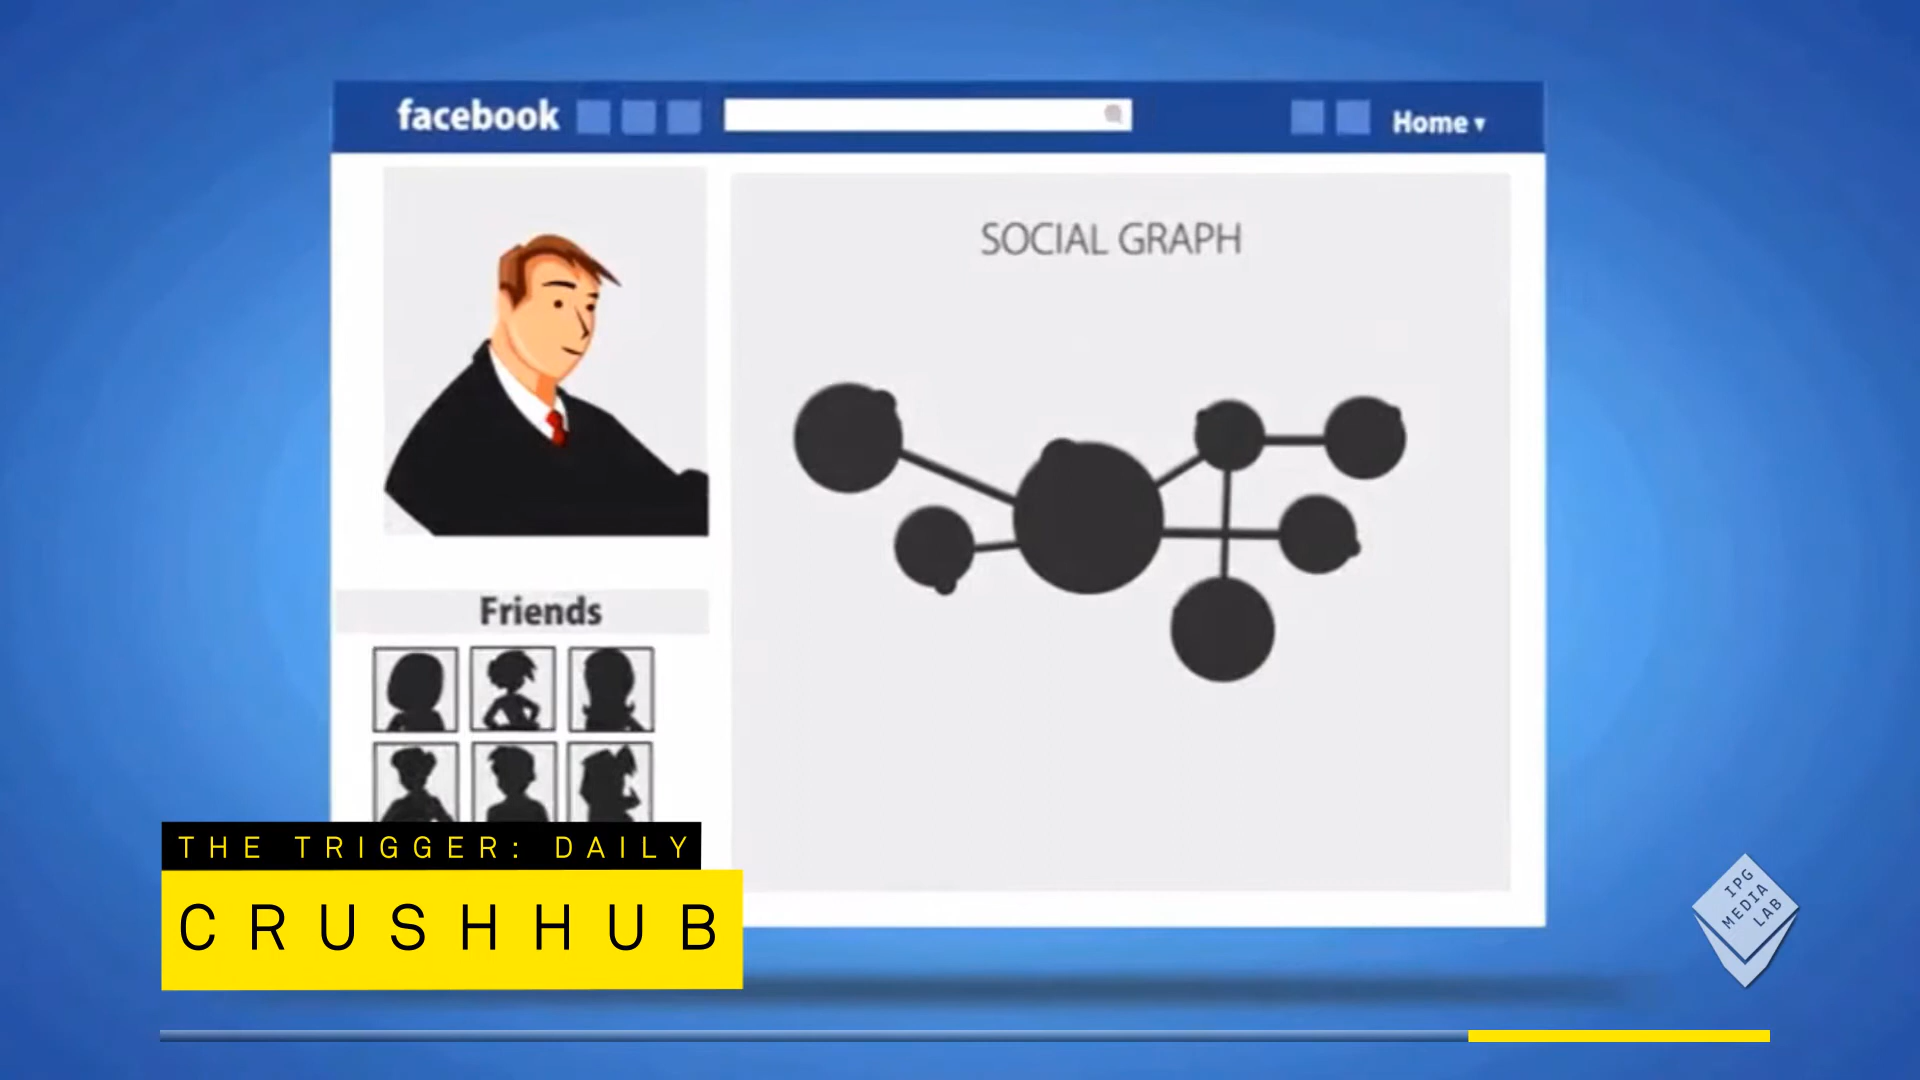 facebook
Home ▾
SOCIAL GRAPH
Friends
THE TRIGGER: DAILY
CRUSHHUB
IPG
MEDIA
LAB